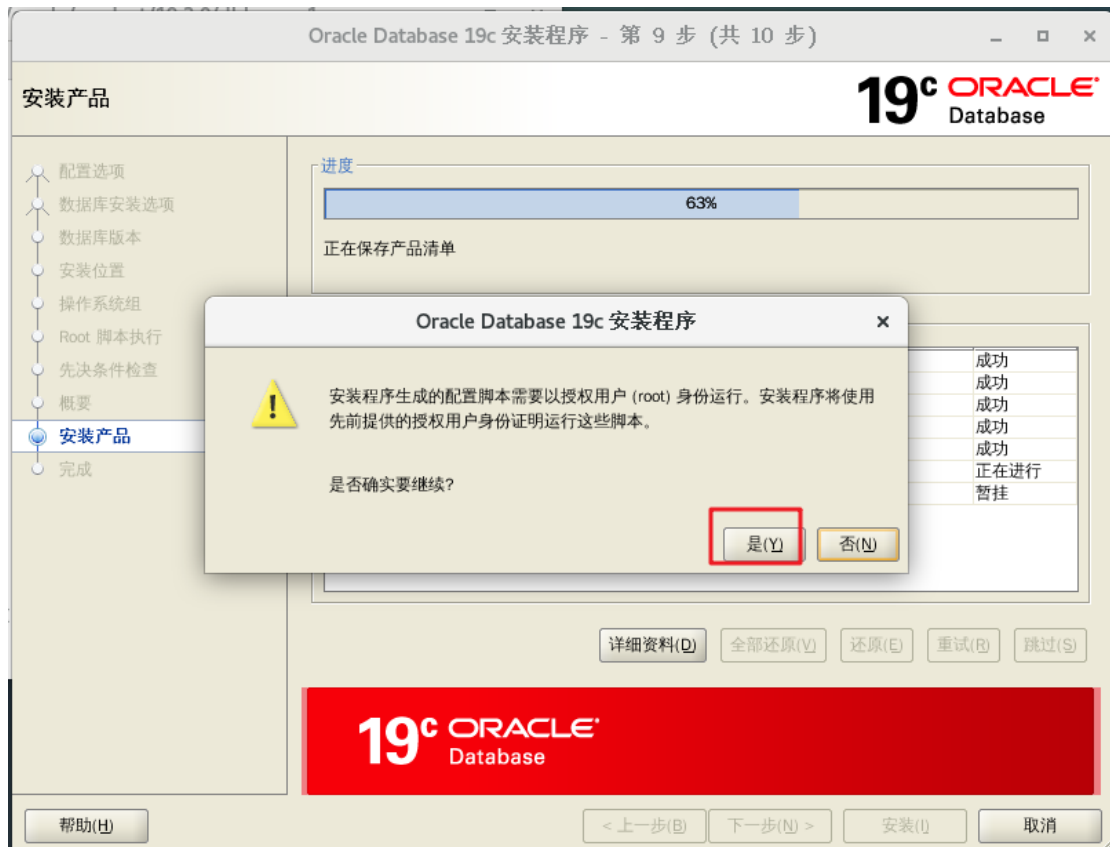 Oracle Database 19c 安装程序 - 第 9 步 (共 10 步)
安装产品
19c ORACLE
Database
配置选项
数据库安装选项
数据库版本
安装位置
操作系统组
Root 脚本执行
先决条件检查
概要
安装产品
完成
进度
63%
正在保存产品清单
Oracle Database 19c 安装程序
安装程序生成的配置脚本需要以授权用户 (root) 身份运行。安装程序将使用
先前提供的授权用户身份证明运行这些脚本。
是否确实要继续?
是(Y) 否(N)
成功
成功
成功
成功
成功
正在进行
暂挂
详细资料(D) 全部还原(V) 还原(E) 重试(R) 跳过(S)
19c ORACLE
Database
帮助(H) < 上一步(B) 下一步(N) > 安装(I) 取消